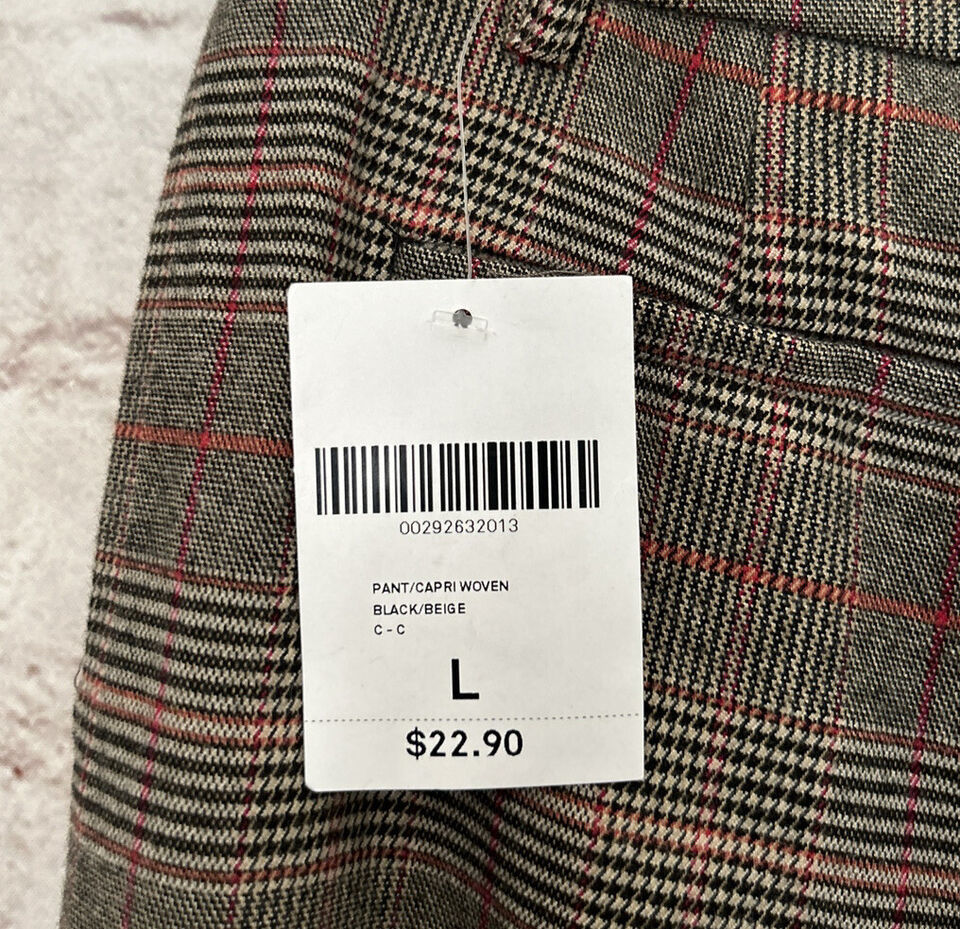 00292632013
PANT/CAPRI WOVEN
BLACK/BEIGE
C - C
L
$22.90